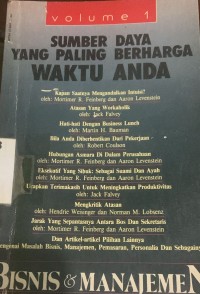 volume 1
SUMBER DAYA
YANG PALING BERHARGA
WAKTU ANDA
Kapan Saatnya Mengandalkan Intuisi?
oleh: Mortimer R. Feinberg dan Aaron Levenstein
Atasan Yang Workaholik
oleh: Jack Falvey
Hati-hati Dengan Business Lunch
oleh: Martin H. Bauman
Bila Anda Diberhentikan Dari Pekerjaan
oleh: Robert Coulson
Hubungan Asmara Di Dalam Perusahaan
oleh: Mortimer R. Feinberg dan Aaron Levenstein
Eksekutif Yang Sibuk: Sebagai Suami Dan Ayah
oleh: Mortimer R. Feinberg dan Aaron Levenstein
Ucapkan Terimakasih Untuk Meningkatkan Produktivitas
oleh: Jack Falvey
Mengkritik Atasan
oleh: Hendrie Weisinger dan Norman M. Lobsenz
Jarak Yang Sepantasnya Antara Bos Dan Sekretaris
oleh: Mortimer R. Feinberg dan Aaron Levenstein
Dan Artikel-artikel Pilihan Lainnya
engenai Masalah Bisnis, Manajemen, Pemasaran, Personalia Dan Sebagainy
BISNIS & MANAJEMEN